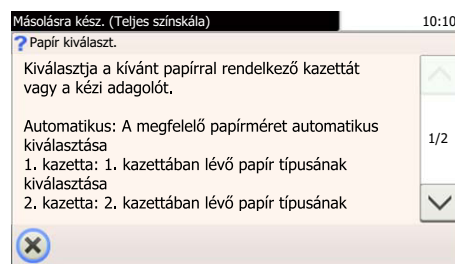 Másolásra kész. (Teljes színskála)
10:10
Papír kiválaszt.
Kiválasztja a kívánt papírral rendelkező kazettát
vagy a kézi adagolót.
Automatikus: A megfelelő papírméret automatikus
kiválasztása
1. kazetta: 1. kazettában lévő papír típusának
kiválasztása
2. kazetta: 2. kazettában lévő papír típusának
1/2